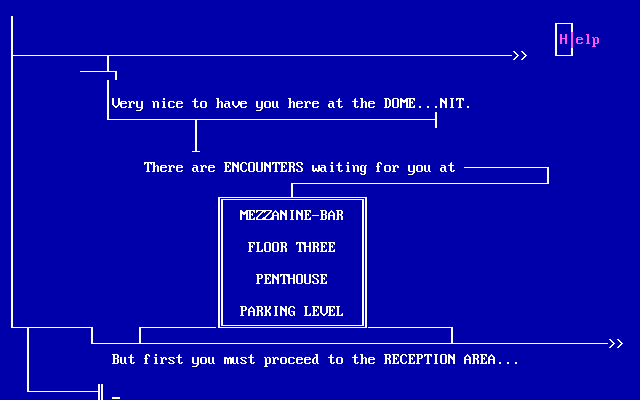 Help
>>
Very nice to have you here at the DOME...NIT.
There are ENCOUNTERS waiting for you at
MEZZANINE-BAR
FLOOR THREE
PENTHOUSE
PARKING LEVEL
>>
But first you must proceed to the RECEPTION AREA...
_